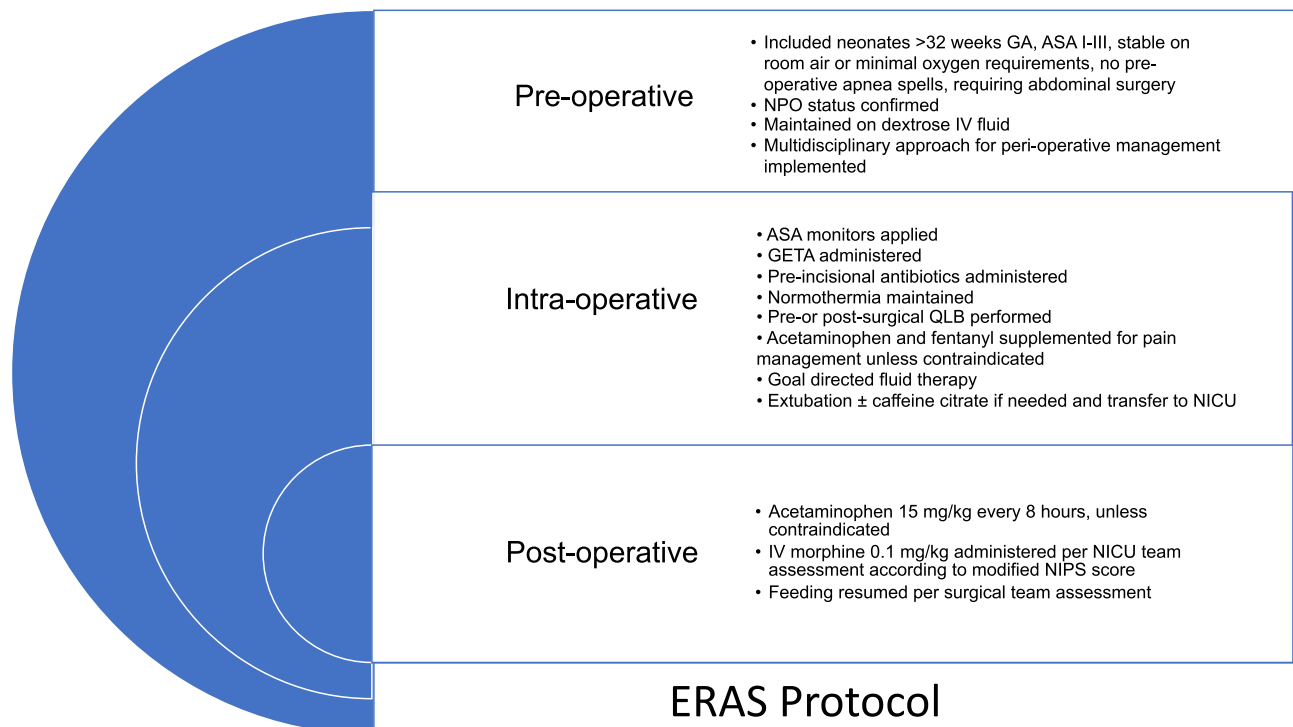 Pre-operative
• Included neonates >32 weeks GA, ASA I-III, stable on
room air or minimal oxygen requirements, no pre-
operative apnea spells, requiring abdominal surgery
• NPO status confirmed
• Maintained on dextrose IV fluid
• Multidisciplinary approach for peri-operative management
implemented
Intra-operative
• ASA monitors applied
• GETA administered
• Pre-incisional antibiotics administered
• Normothermia maintained
• Pre-or post-surgical QLB performed
• Acetaminophen and fentanyl supplemented for pain
management unless contraindicated
• Goal directed fluid therapy
• Extubation ± caffeine citrate if needed and transfer to NICU
Post-operative
• Acetaminophen 15 mg/kg every 8 hours, unless
contraindicated
• IV morphine 0.1 mg/kg administered per NICU team
assessment according to modified NIPS score
• Feeding resumed per surgical team assessment
ERAS Protocol